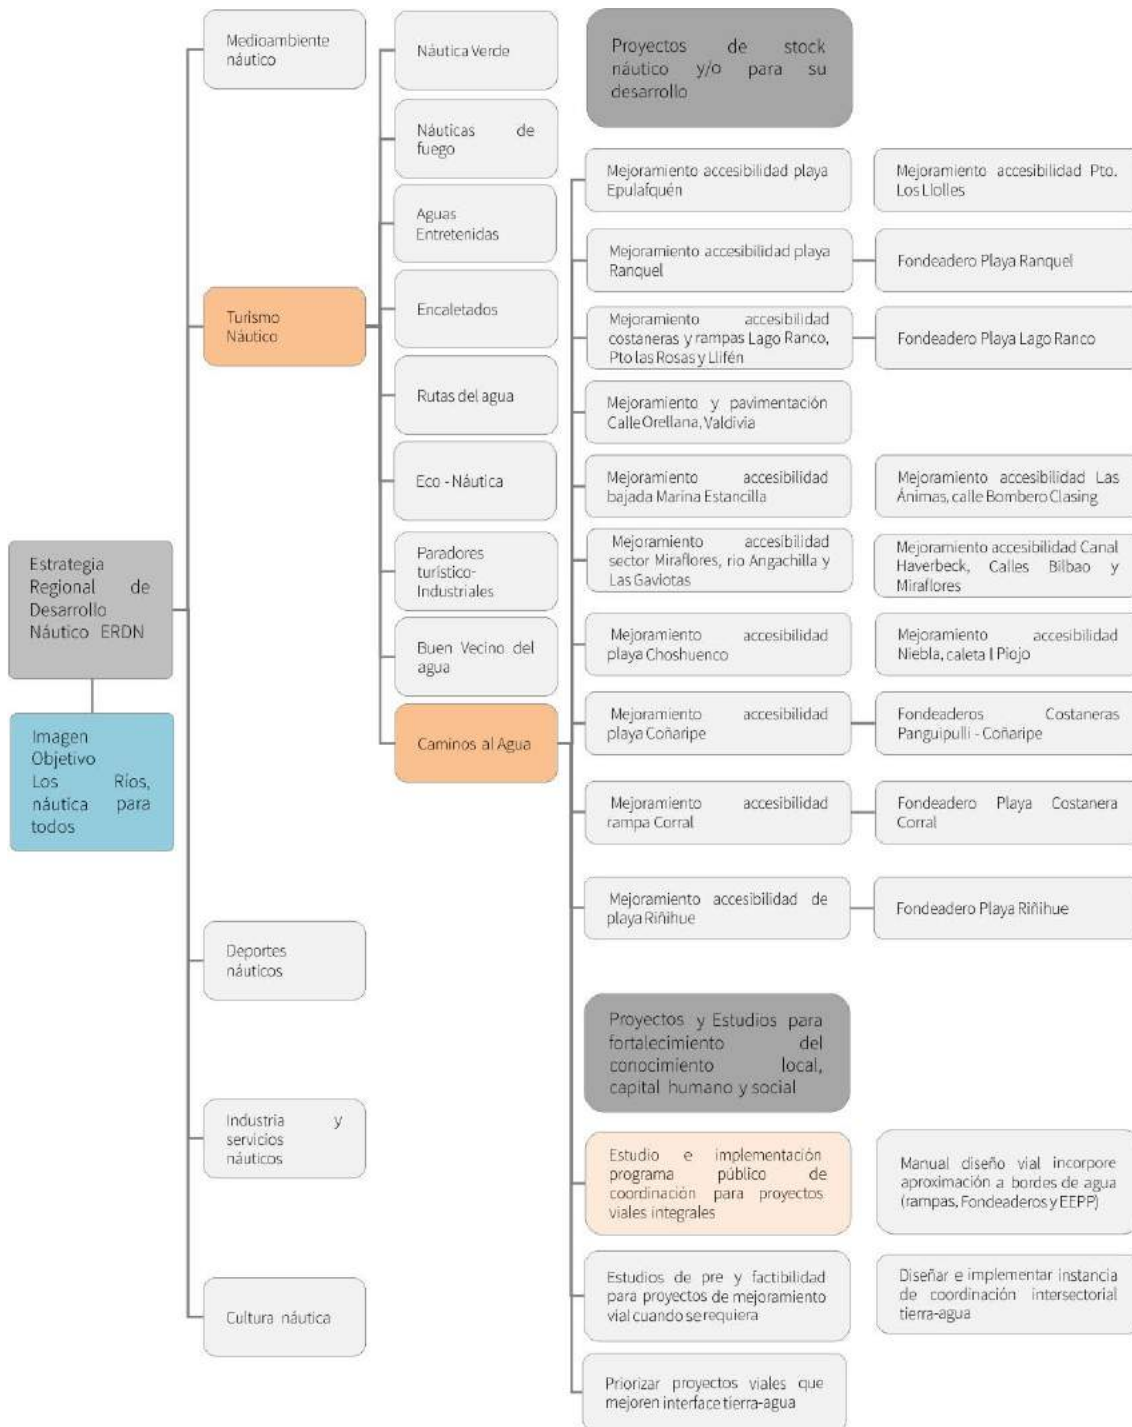 Estrategia
Regional de
Desarrollo
Náutico ERDN
Imagen
Objetivo
Los Ríos,
náutica para
todos
Medioambiente
náutico
Turismo
Náutico
Deportes
náuticos
Industria y
servicios
náuticos
Cultura náutica
Náutica Verde
Náuticas de
fuego
Aguas
Entretenidas
Encaletados
Rutas del agua
Eco - Náutica
Paradores
turístico-
Industriales
Buen Vecino del
agua
Caminos al Agua
Proyectos de stock
náutico y/o para su
desarrollo
Mejoramiento accesibilidad playa
Epulafquén
Mejoramiento accesibilidad Pto.
Los Llolles
Mejoramiento accesibilidad playa
Ranquel
Fondeadero Playa Ranquel
Mejoramiento accesibilidad
costaneras y rampas Lago Ranco,
Pto las Rosas y Llifén
Fondeadero Playa Lago Ranco
Mejoramiento y pavimentación
Calle Orellana, Valdivia
Mejoramiento accesibilidad
bajada Marina Estancilla
Mejoramiento accesibilidad Las
Ánimas, calle Bombero Clasing
Mejoramiento accesibilidad
sector Miraflores, rio Angachilla y
Las Gaviotas
Mejoramiento accesibilidad Canal
Haverbeck, Calles Bilbao y
Miraflores
Mejoramiento accesibilidad
playa Choshuenco
Mejoramiento accesibilidad
Niebla, caleta l Piojo
Mejoramiento accesibilidad
playa Coñaripe
Fondeaderos Costaneras
Panguipulli - Coñaripe
Mejoramiento accesibilidad
rampa Corral
Fondeadero Playa Costanera
Corral
Mejoramiento accesibilidad de
playa Riñihue
Fondeadero Playa Riñihue
Proyectos y Estudios para
fortalecimiento del
conocimiento local,
capital humano y social
Estudio e implementación
programa público de
coordinación para proyectos
viales integrales
Manual diseño vial incorpore
aproximación a bordes de agua
(rampas, Fondeaderos y EEPP)
Estudios de pre y factibilidad
para proyectos de mejoramiento
vial cuando se requiera
Diseñar e implementar instancia
de coordinación intersectorial
tierra-agua
Priorizar proyectos viales que
mejoren interface tierra-agua